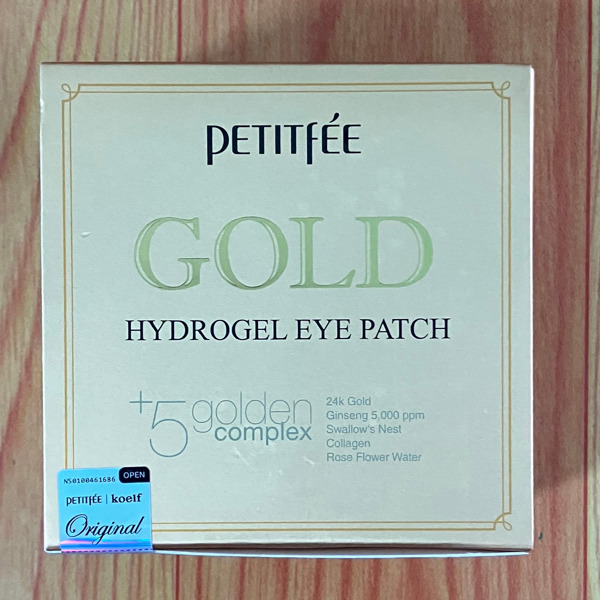 PETITFÉE
GOLD
HYDROGEL EYE PATCH
+5 golden
complex
24k Gold
Ginseng 5,000 ppm
Swallow's Nest
Collagen
Rose Flower Water
NS0100461686 OPEN
PETITFÉE | koelf
Original